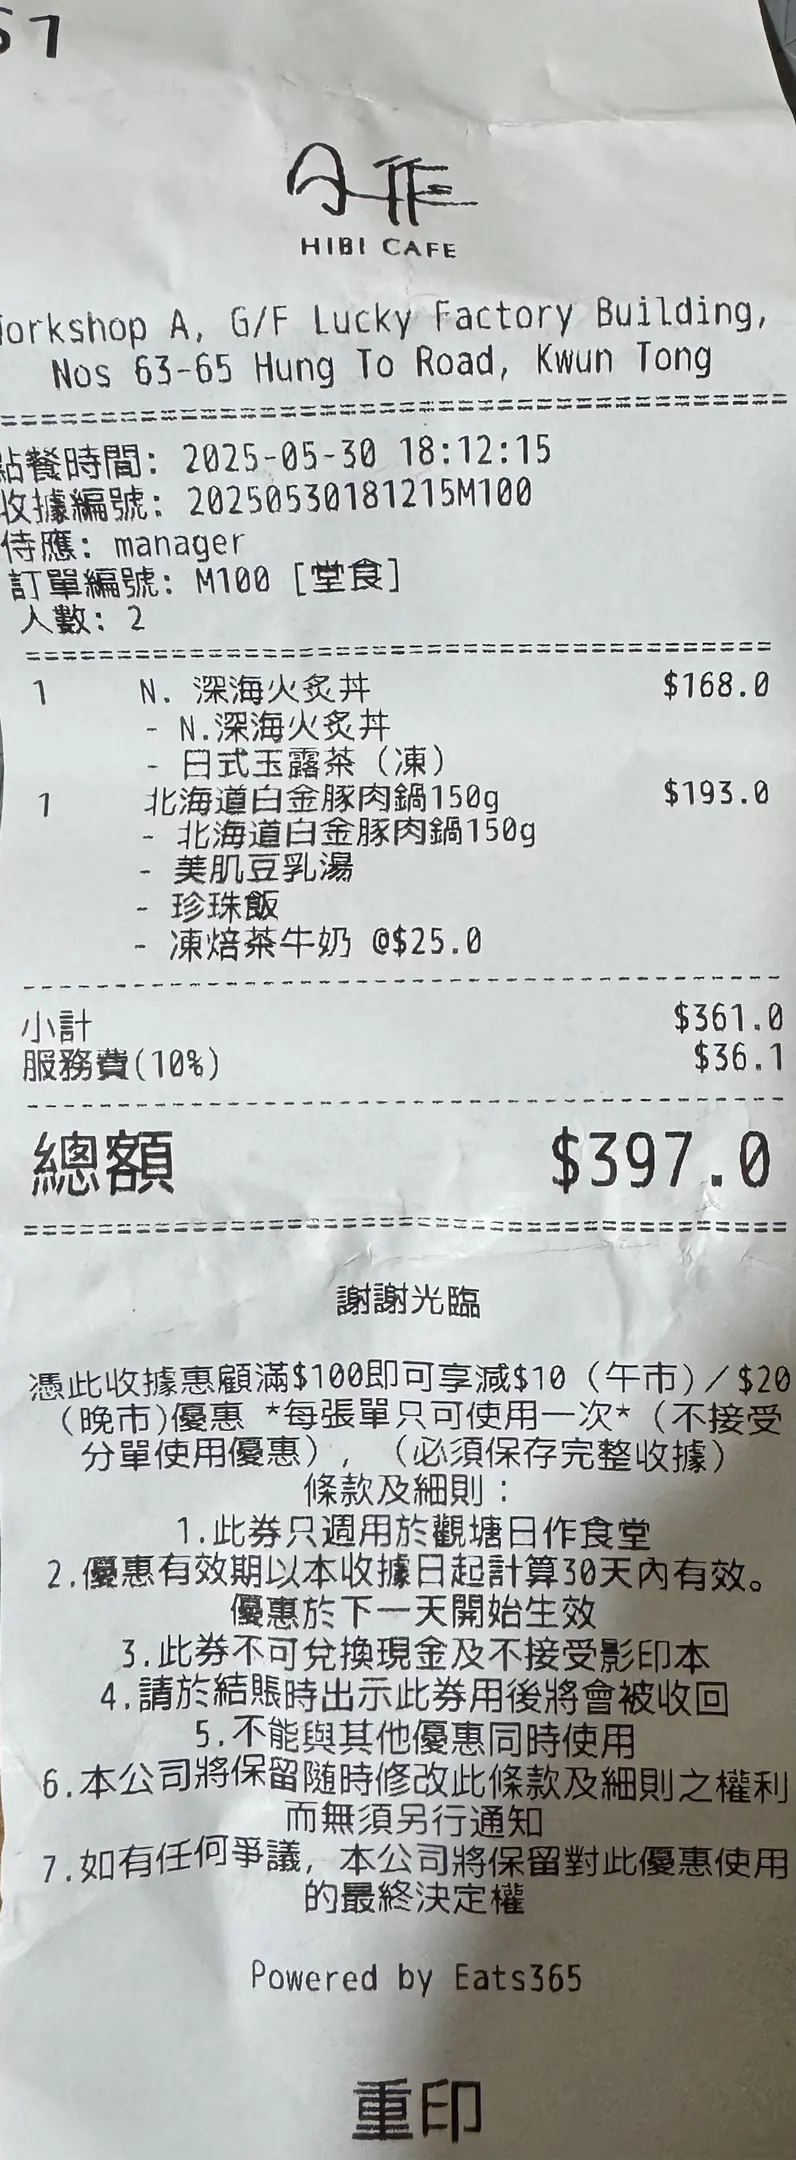 57
日作
HIBI CAFE
Workshop A, G/F Lucky Factory Building,
Nos 63-65 Hung To Road, Kwun Tong
點餐時間: 2025-05-30 18:12:15
收據編號: 20250530181215M100
侍應: manager
訂單編號: M100 [堂食]
人數: 2
1 N. 深海火炙丼 $168.0
- N.深海火炙丼
- 日式玉露茶（凍）
1 北海道白金豚肉鍋150g $193.0
- 北海道白金豚肉鍋150g
- 美肌豆乳湯
- 珍珠飯
- 凍焙茶牛奶 @$25.0
小計 $361.0
服務費(10%) $36.1
總額 $397.0
謝謝光臨
憑此收據惠顧滿$100即可享減$10（午市)／$20
（晚市)優惠 *每張單只可使用一次*（不接受
分單使用優惠），（必須保存完整收據）
條款及細則：
1.此券只週用於觀塘日作食堂
2.優惠有效期以本收據日起計算30天內有效。
優惠於下一天開始生效
3.此券不可兌換現金及不接受影印本
4.請於結賬時出示此券用後將會被收回
5.不能與其他優惠同時使用
6.本公司將保留隨時修改此條款及細則之權利
而無須另行通知
7.如有任何爭議，本公司將保留對此優惠使用
的最終決定權
Powered by Eats365
重印